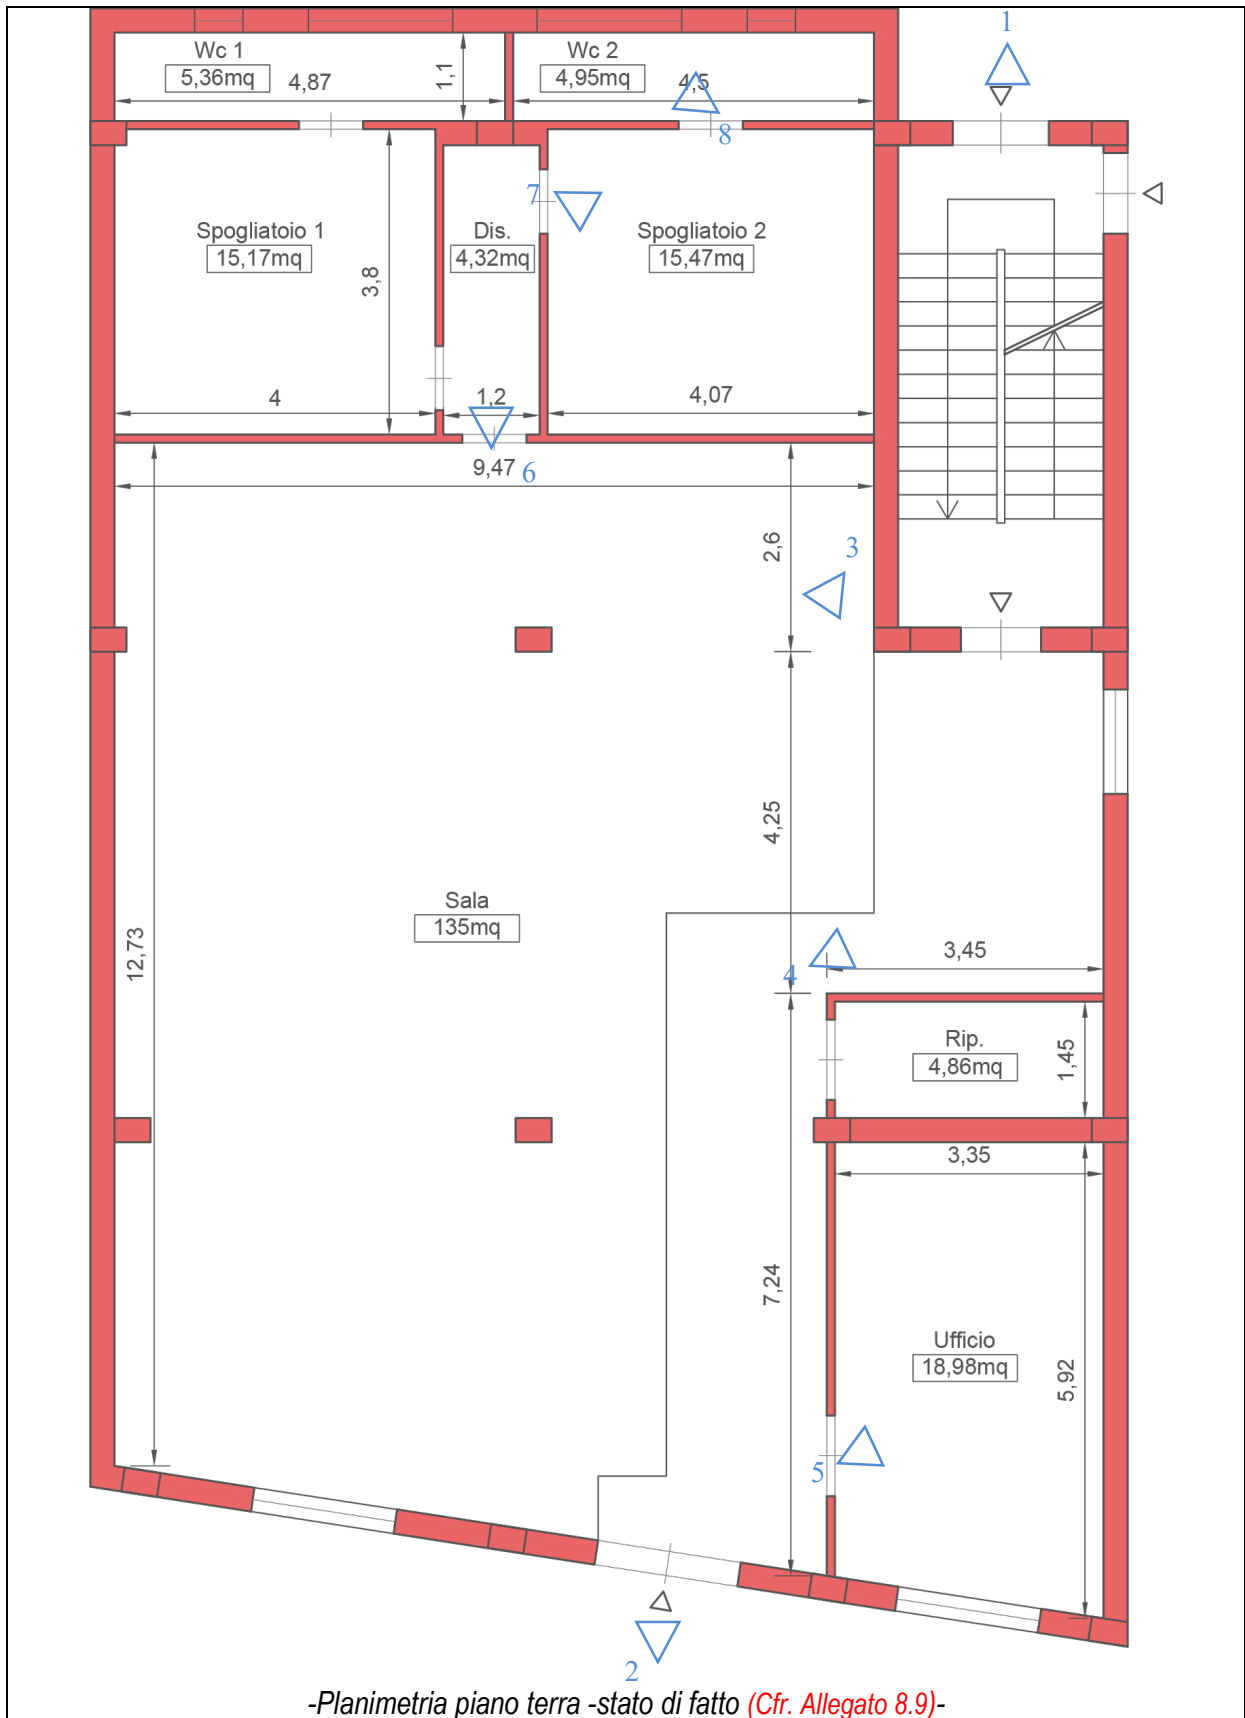 1
Wc 1
5,36mq
4,87
1,1
Wc 2
4,95mq
4,5
8
7
Spogliatoio 1
15,17mq
3,8
Dis.
4,32mq
Spogliatoio 2
15,47mq
4
1,2
4,07
9,47
6
2,6
3
4,25
Sala
135mq
12,73
4
3,45
Rip.
4,86mq
1,45
3,35
7,24
Ufficio
18,98mq
5,92
5
2
-Planimetria piano terra -stato di fatto (Cfr. Allegato 8.9)-